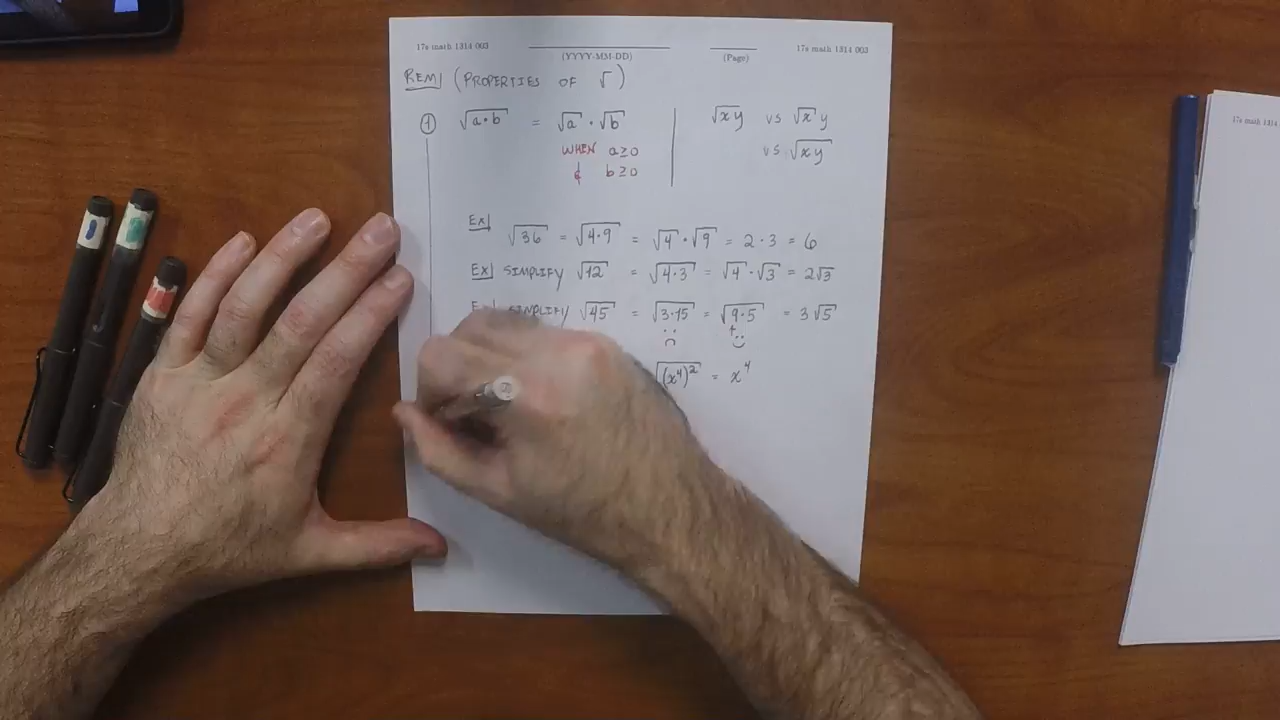 17s math 1314 003
(YYYY-MM-DD)
(Page)
17s math 1314 003
REM (PROPERTIES OF √)
① √(a·b) = √a · √b
WHEN a≥0
& b≥0
√x y vs √x y
vs √(xy)
Ex √36 = √(4·9) = √4 · √9 = 2·3 = 6
Ex SIMPLIFY √12 = √(4·3) = √4 · √3 = 2√3
SIMPLIFY √45 = √(3·15) = √(9·5) = 3√5
√((x⁴)²) = x⁴
17s math 1314